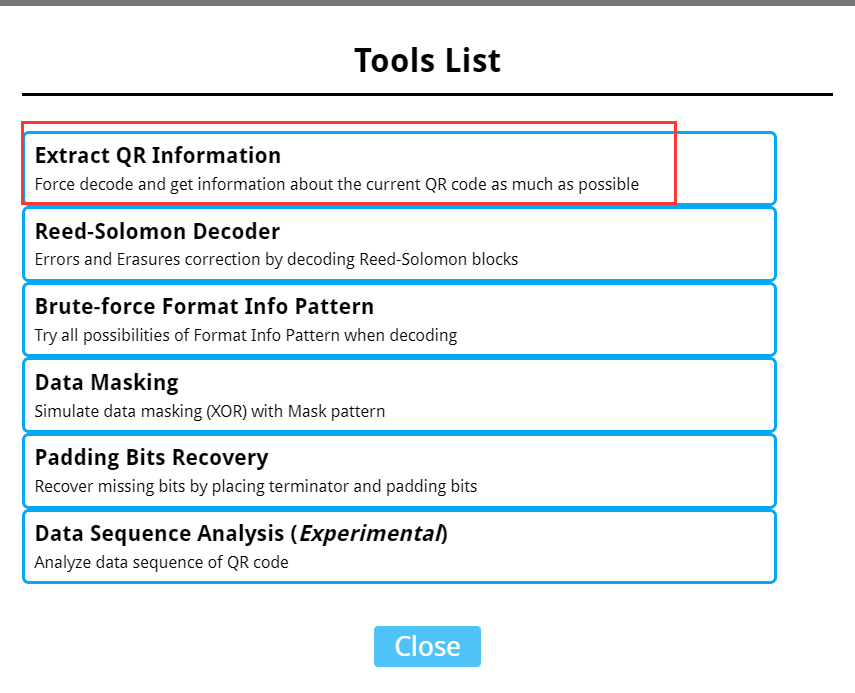 Tools List
Extract QR Information
Force decode and get information about the current QR code as much as possible
Reed-Solomon Decoder
Errors and Erasures correction by decoding Reed-Solomon blocks
Brute-force Format Info Pattern
Try all possibilities of Format Info Pattern when decoding
Data Masking
Simulate data masking (XOR) with Mask pattern
Padding Bits Recovery
Recover missing bits by placing terminator and padding bits
Data Sequence Analysis (Experimental)
Analyze data sequence of QR code
Close